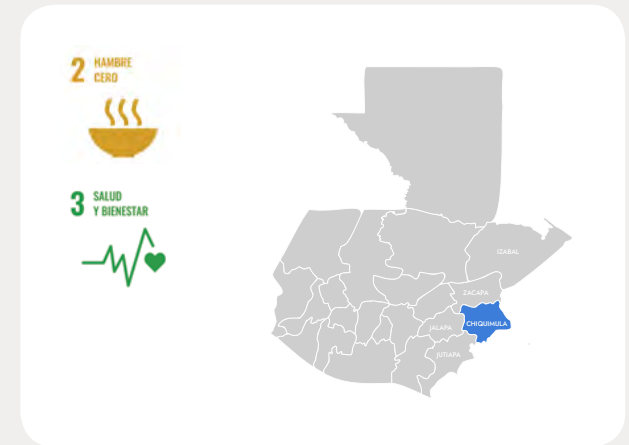 2 HAMBRE
CERO
3 SALUD
Y BIENESTAR
IZABAL
ZACAPA
CHIQUIMULA
JALAPA
JUTIAPA